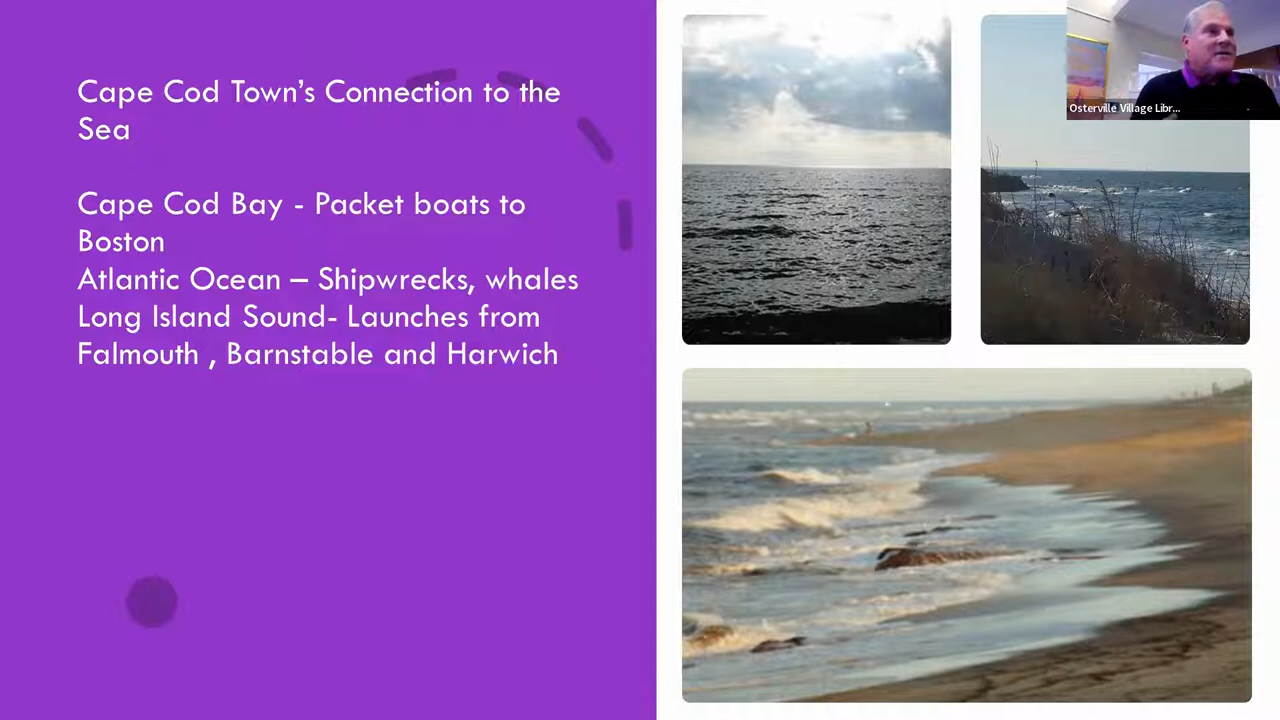 Cape Cod Town's Connection to the
Sea
Cape Cod Bay - Packet boats to
Boston
Atlantic Ocean – Shipwrecks, whales
Long Island Sound- Launches from
Falmouth , Barnstable and Harwich
Osterville Village Libr...